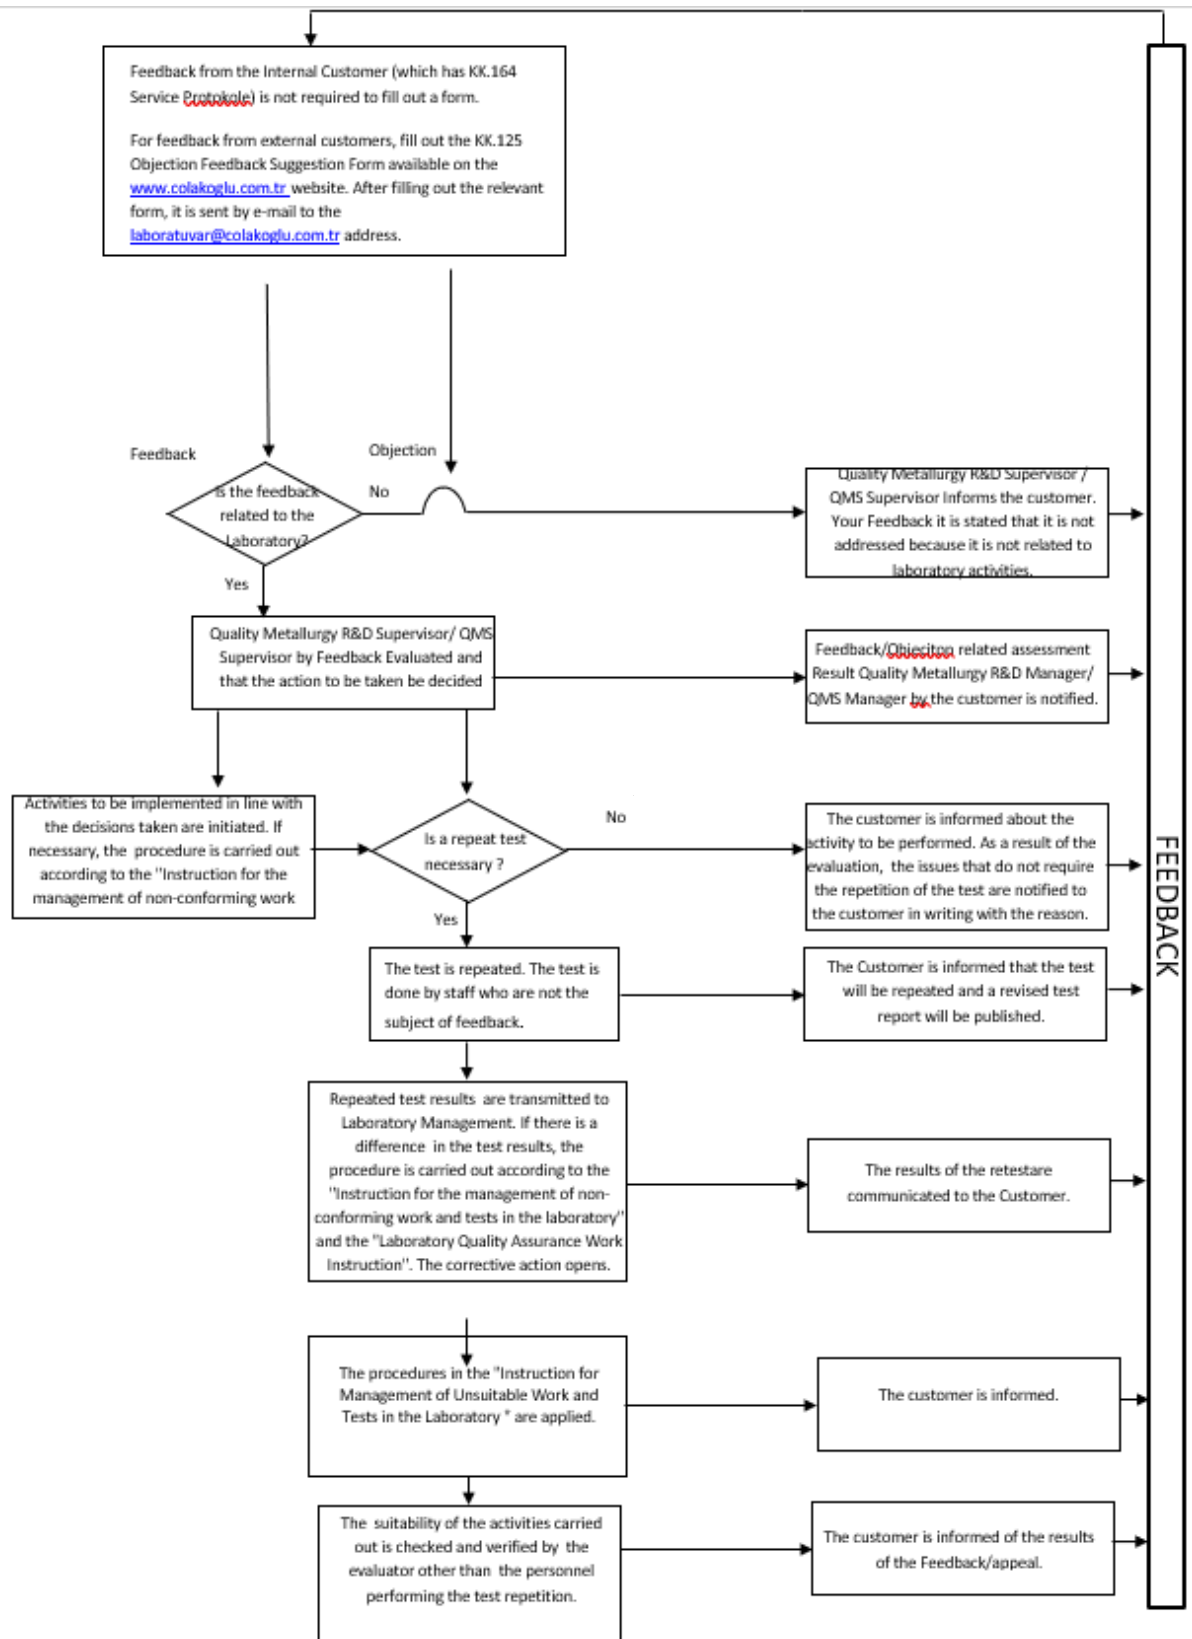 Feedback from the Internal Customer (which has KK.164
Service Protokole) is not required to fill out a form.
For feedback from external customers, fill out the KK.125
Objection Feedback Suggestion Form available on the
www.colakoglu.com.tr website. After filling out the relevant
form, it is sent by e-mail to the
laboratuvar@colakoglu.com.tr address.
Feedback
Objection
Is the feedback
related to the
Laboratory?
No
Quality Metallurgy R&D Supervisor /
QMS Supervisor Informs the customer.
Your Feedback it is stated that it is not
addressed because it is not related to
laboratory activities.
Yes
Quality Metallurgy R&D Supervisor/ QMS
Supervisor by Feedback Evaluated and
that the action to be taken be decided
Feedback/Objeciton related assessment
Result Quality Metallurgy R&D Manager/
QMS Manager by the customer is notified.
Activities to be implemented in line with
the decisions taken are initiated. If
necessary, the procedure is carried out
according to the "Instruction for the
management of non-conforming work
Is a repeat test
necessary ?
No
The customer is informed about the
activity to be performed. As a result of the
evaluation, the issues that do not require
the repetition of the test are notified to
the customer in writing with the reason.
FEEDBACK
Yes
The test is repeated. The test is
done by staff who are not the
subject of feedback.
The Customer is informed that the test
will be repeated and a revised test
report will be published.
Repeated test results are transmitted to
Laboratory Management. If there is a
difference in the test results, the
procedure is carried out according to the
"Instruction for the management of non-
conforming work and tests in the laboratory"
and the "Laboratory Quality Assurance Work
Instruction". The corrective action opens.
The results of the retestare
communicated to the Customer.
The procedures in the "Instruction for
Management of Unsuitable Work and
Tests in the Laboratory " are applied.
The customer is informed.
The suitability of the activities carried
out is checked and verified by the
evaluator other than the personnel
performing the test repetition.
The customer is informed of the results
of the Feedback/appeal.